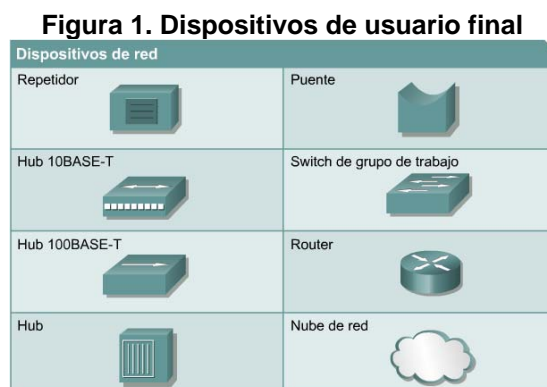 Figura 1. Dispositivos de usuario final
Dispositivos de red
Repetidor
Puente
Hub 10BASE-T
Switch de grupo de trabajo
Hub 100BASE-T
Router
Hub
Nube de red